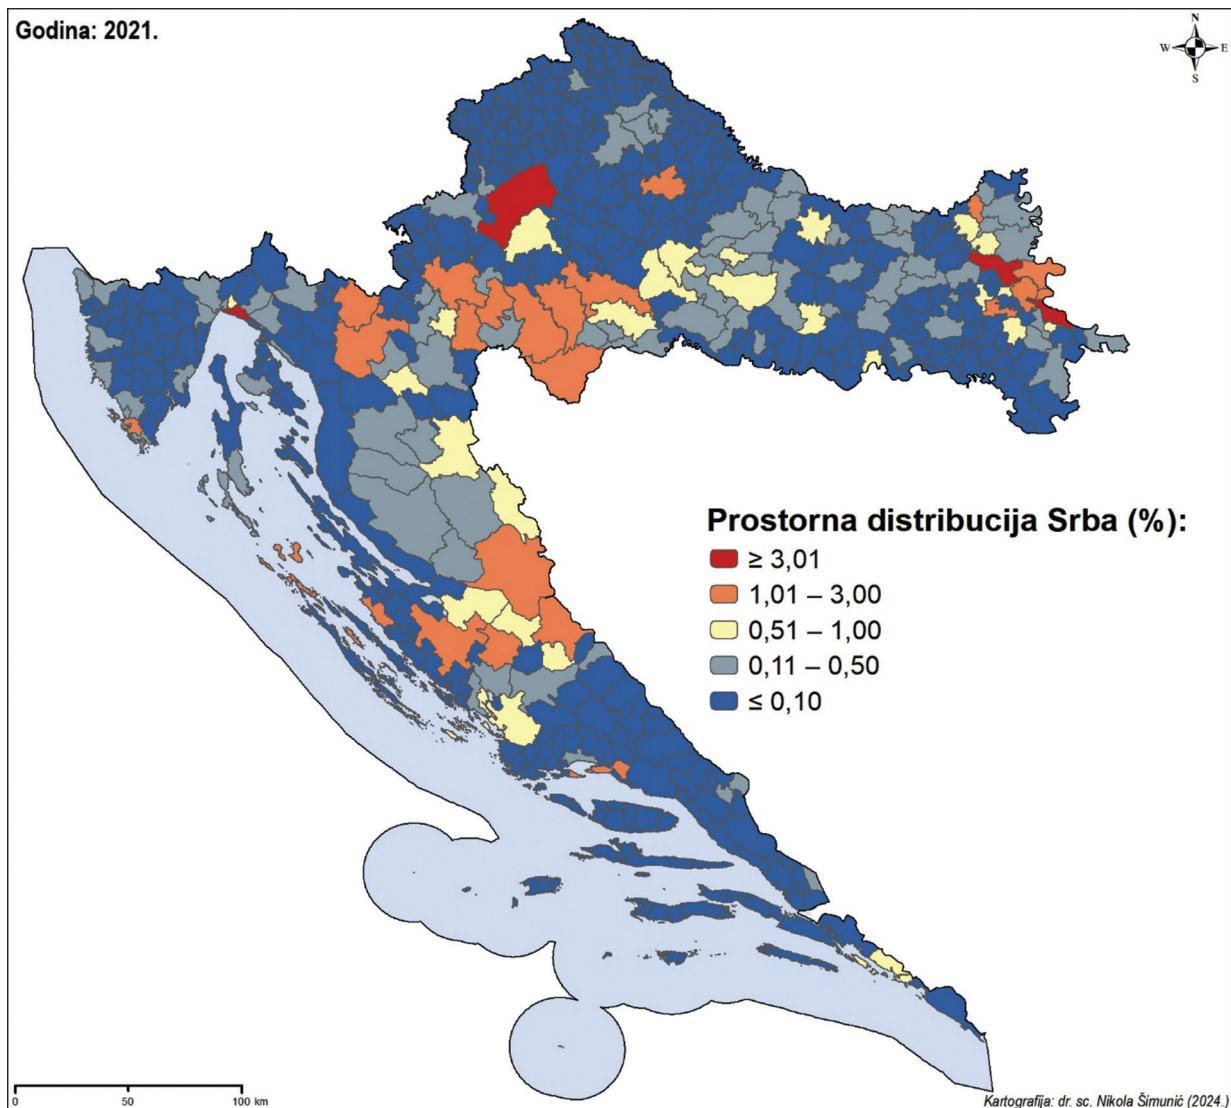 Godina: 2021.
N
W E
S
Prostorna distribucija Srba (%):
≥ 3,01
1,01 – 3,00
0,51 – 1,00
0,11 – 0,50
≤ 0,10
0 50 100 km
Kartografija: dr. sc. Nikola Šimunić (2024.)